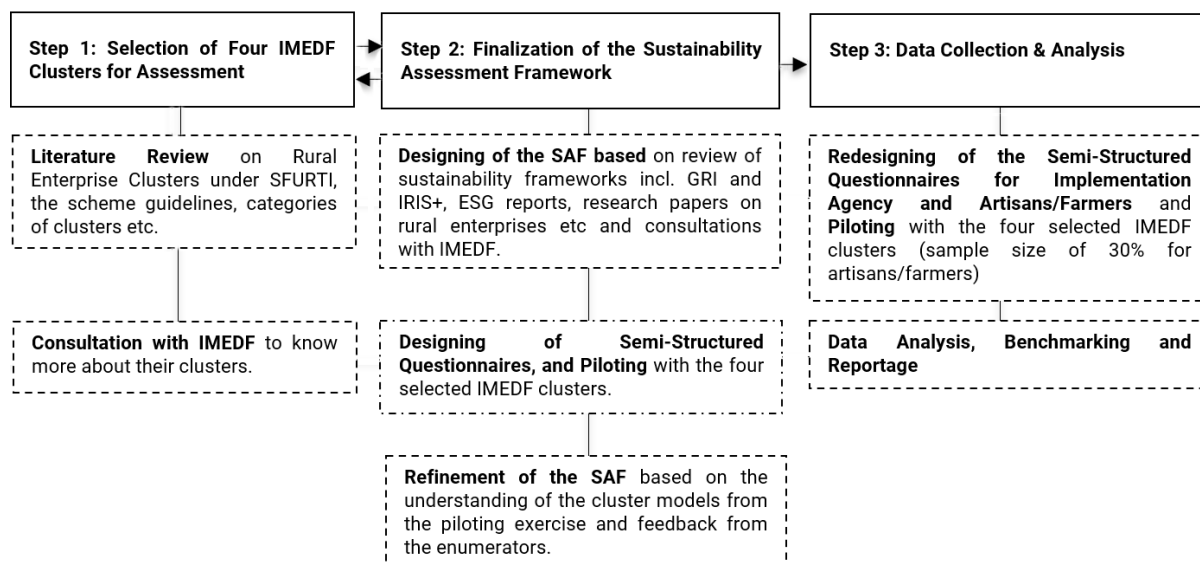 Step 1: Selection of Four IMEDF
Clusters for Assessment
Literature Review on Rural
Enterprise Clusters under SFURTI,
the scheme guidelines, categories
of clusters etc.
Consultation with IMEDF to know
more about their clusters.
Step 2: Finalization of the Sustainability
Assessment Framework
Designing of the SAF based on review of
sustainability frameworks incl. GRI and
IRIS+, ESG reports, research papers on
rural enterprises etc and consultations
with IMEDF.
Designing of Semi-Structured
Questionnaires, and Piloting with the four
selected IMEDF clusters.
Refinement of the SAF based on the
understanding of the cluster models from
the piloting exercise and feedback from
the enumerators.
Step 3: Data Collection & Analysis
Redesigning of the Semi-Structured
Questionnaires for Implementation
Agency and Artisans/Farmers and
Piloting with the four selected IMEDF
clusters (sample size of 30% for
artisans/farmers)
Data Analysis, Benchmarking and
Reportage